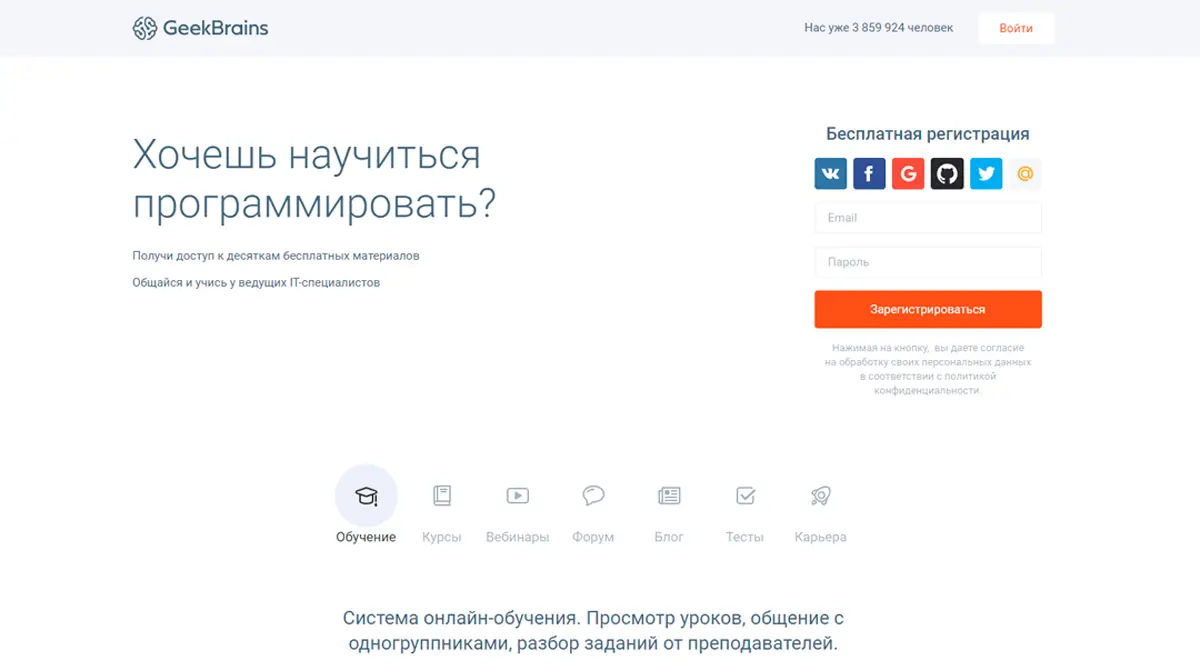 GeekBrains
Нас уже 3 859 924 человек
Войти
Хочешь научиться
программировать?
Получи доступ к десяткам бесплатных материалов
Общайся и учись у ведущих IT-специалистов
Бесплатная регистрация
Email
Пароль
Зарегистрироваться
Нажимая на кнопку, вы даете согласие
на обработку своих персональных данных
в соответствии с политикой
конфиденциальности.
Обучение
Курсы
Вебинары
Форум
Блог
Тесты
Карьера
Система онлайн-обучения. Просмотр уроков, общение с
одногруппниками, разбор заданий от преподавателей.